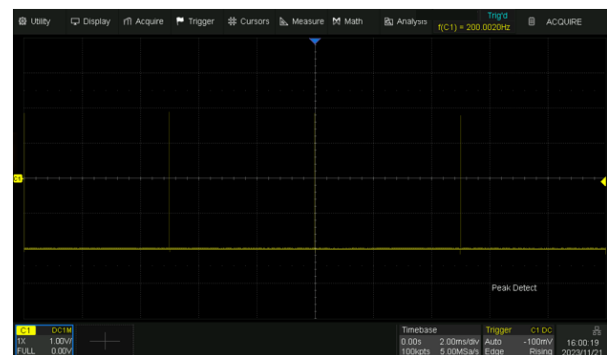 Utility Display Acquire Trigger Cursors Measure Math Analysis Trig'd ACQUIRE
f(C1) = 200.0020Hz
C1
Peak Detect
C1 DC1M Timebase Trigger C1 DC
1X 1.00V/ 0.00s 2.00ms/div Auto -100mV 16:00:19
FULL 0.00V 100kpts 5.00MSa/s Edge Rising 2023/11/21